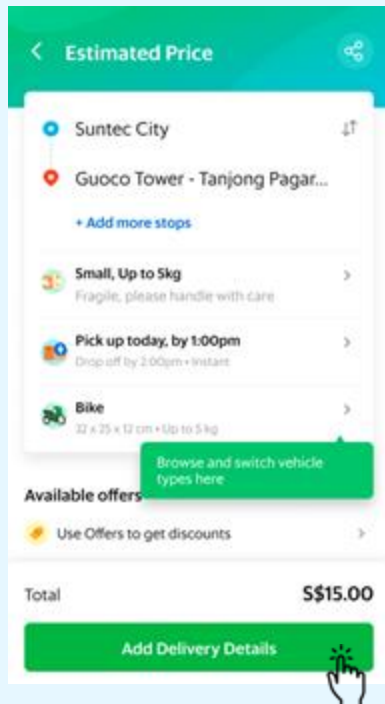 Estimated Price
Suntec City
Guoco Tower - Tanjong Pagar...
+ Add more stops
Small, Up to 5kg
Fragile, please handle with care
Pick up today, by 1:00pm
Drop off by 2:00pm • Instant
Bike
32 x 25 x 12 cm • Up to 5 kg
Browse and switch vehicle
types here
Available offers
Use Offers to get discounts
Total
S$15.00
Add Delivery Details